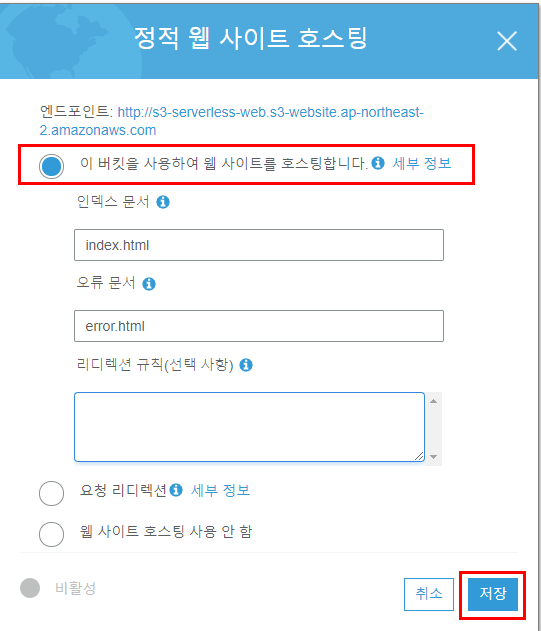 정적 웹 사이트 호스팅
엔드포인트: http://s3-serverless-web.s3-website.ap-northeast-
2.amazonaws.com
이 버킷을 사용하여 웹 사이트를 호스팅합니다. 세부 정보
인덱스 문서
index.html
오류 문서
error.html
리디렉션 규칙(선택 사항)
요청 리디렉션 세부 정보
웹 사이트 호스팅 사용 안 함
비활성
취소
저장